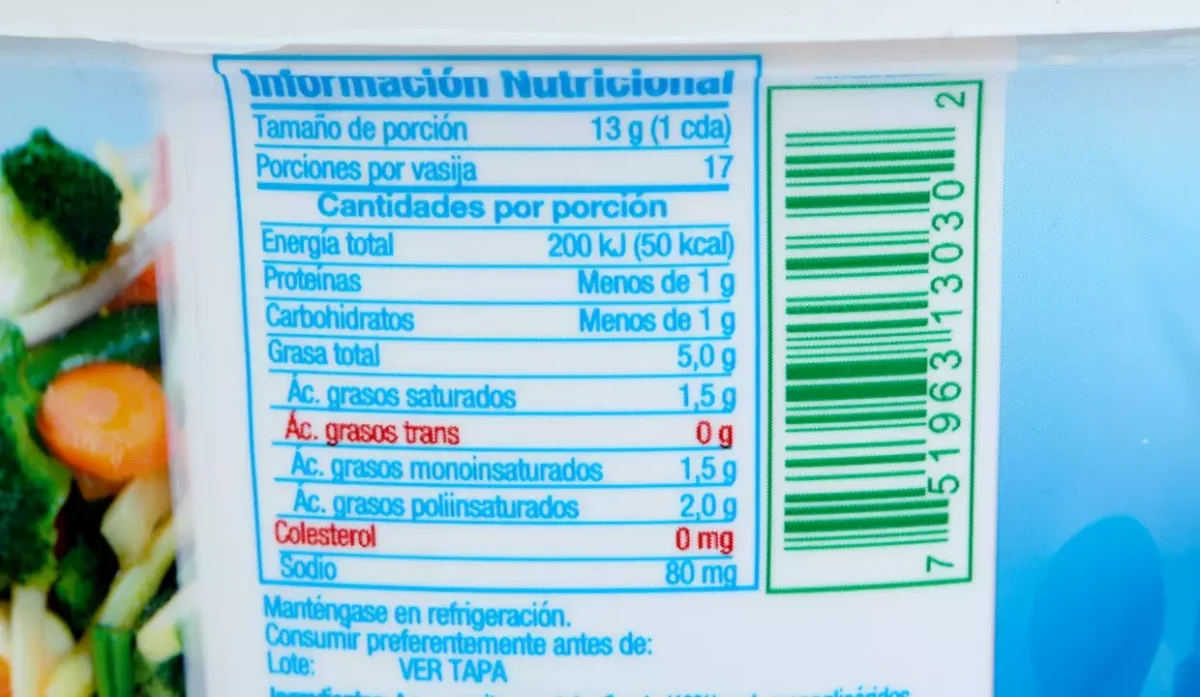 Información Nutricional
Tamaño de porción 13 g (1 cda)
Porciones por vasija 17
Cantidades por porción
Energía total 200 kJ (50 kcal)
Proteínas Menos de 1 g
Carbohidratos Menos de 1 g
Grasa total 5,0 g
Ác. grasos saturados 1,5 g
Ác. grasos trans 0 g
Ác. grasos monoinsaturados 1,5 g
Ác. grasos poliinsaturados 2,0 g
Colesterol 0 mg
Sodio 80 mg
Manténgase en refrigeración.
Consumir preferentemente antes de:
Lote: VER TAPA
7 51963 13030 2